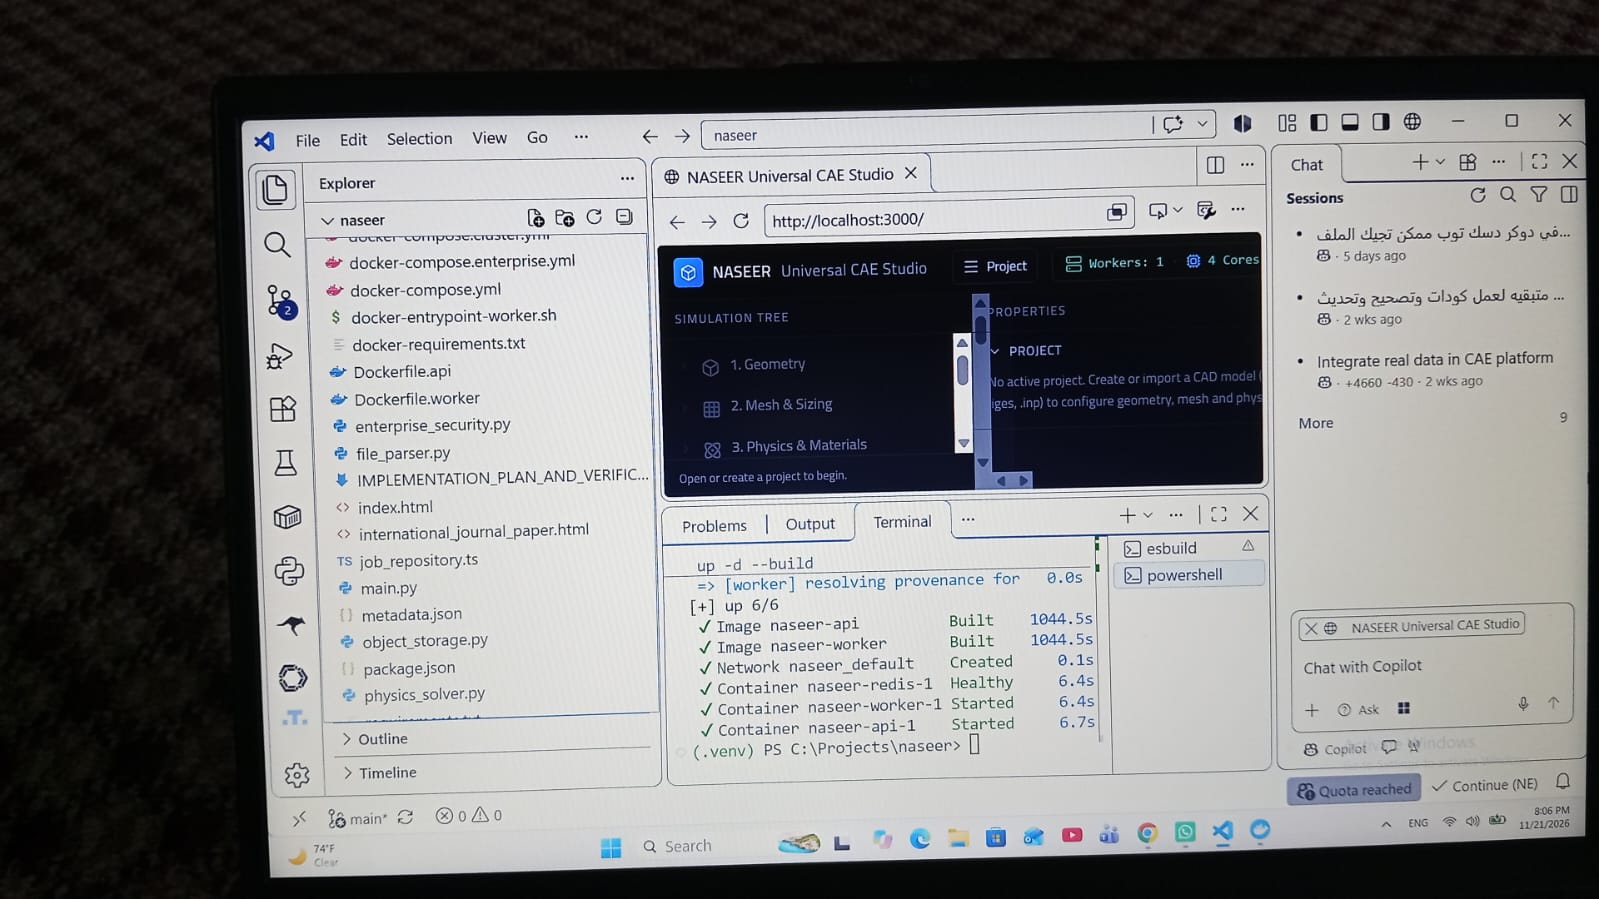 File Edit Selection View Go ···
naseer
Explorer
naseer
docker-compose.cluster.yml
docker-compose.enterprise.yml
docker-compose.yml
docker-entrypoint-worker.sh
docker-requirements.txt
Dockerfile.api
Dockerfile.worker
enterprise_security.py
file_parser.py
IMPLEMENTATION_PLAN_AND_VERIFIC...
index.html
international_journal_paper.html
job_repository.ts
main.py
metadata.json
object_storage.py
package.json
physics_solver.py
Outline
Timeline
2
main*
0 0
NASEER Universal CAE Studio
http://localhost:3000/
NASEER Universal CAE Studio
Project
Workers: 1
4 Cores
SIMULATION TREE
1. Geometry
2. Mesh & Sizing
3. Physics & Materials
Open or create a project to begin.
PROPERTIES
PROJECT
No active project. Create or import a CAD model (
iges, .inp) to configure geometry, mesh and phys
Problems Output Terminal ···
up -d --build
=> [worker] resolving provenance for 0.0s
[+] up 6/6
✓ Image naseer-api Built 1044.5s
✓ Image naseer-worker Built 1044.5s
✓ Network naseer_default Created 0.1s
✓ Container naseer-redis-1 Healthy 6.4s
✓ Container naseer-worker-1 Started 6.4s
✓ Container naseer-api-1 Started 6.7s
(.venv) PS C:\Projects\naseer>
esbuild
powershell
Chat
Sessions
في دوكر دسك توب ممكن تجيك الملف...
5 days ago
متبقيه لعمل كودات وتصحيح وتحديث ...
2 wks ago
Integrate real data in CAE platform
+4660 -430 · 2 wks ago
More 9
NASEER Universal CAE Studio
Chat with Copilot
Ask
Copilot
Windows
Quota reached
Continue (NE)
74°F
Clear
Search
ENG
8:06 PM
11/21/2026